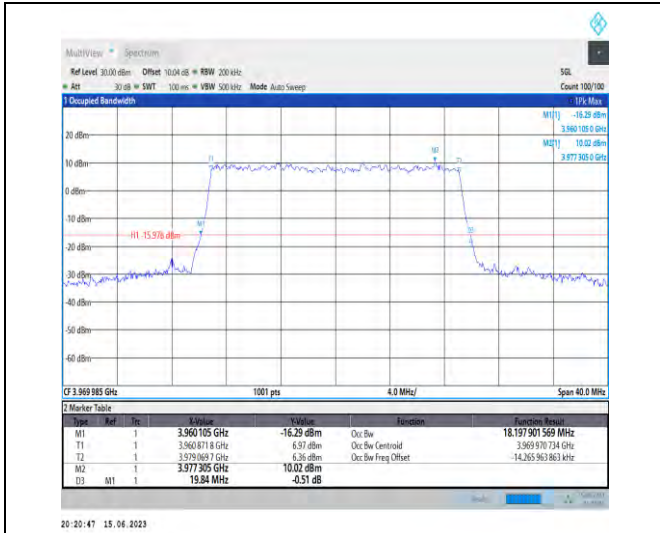 MultiView Spectrum
Ref Level 30.00 dBm Offset 10.04 dB RBW 200 kHz SGL
Att 30 dB SWT 100 ms VBW 500 kHz Mode Auto Sweep Count 100/100
1 Occupied Bandwidth 1Pk Max
M1[1] -16.29 dBm
3.960 105 0 GHz
20 dBm
M2[1] 10.02 dBm
3.977 305 0 GHz
M2
10 dBm
T1
0 dBm
-10 dBm
M1
H1 -15.978 dBm
-20 dBm
-30 dBm
-40 dBm
-50 dBm
-60 dBm
CF 3.969 985 GHz 1001 pts 4.0 MHz/ Span 40.0 MHz
2 Marker Table
Type Ref Trc X-Value Y-Value Function Function Result
M1 1 3.960 105 GHz -16.29 dBm Occ Bw 18.197 901 569 MHz
T1 1 3.960 871 8 GHz 6.97 dBm Occ Bw Centroid 3.969 970 734 GHz
T2 1 3.979 069 7 GHz 6.36 dBm Occ Bw Freq Offset -14.265 963 863 kHz
M2 1 3.977 305 GHz 10.02 dBm
D3 M1 1 19.84 MHz -0.51 dB
20:20:47 15.06.2023